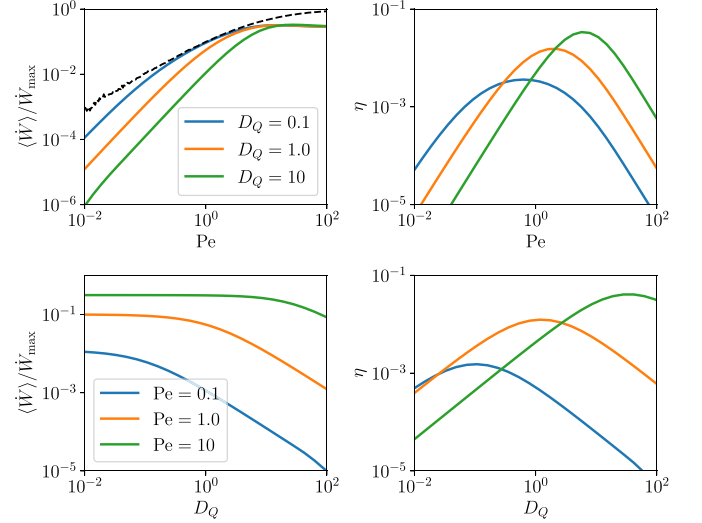 10^0
10^{-2}
10^{-4}
10^{-6}
⟨Ẇ⟩/Ẇ_max
D_Q = 0.1
D_Q = 1.0
D_Q = 10
10^{-2} 10^0 10^2
Pe
10^{-1}
10^{-3}
10^{-5}
η
10^{-2} 10^0 10^2
Pe
10^{-1}
10^{-3}
10^{-5}
⟨Ẇ⟩/Ẇ_max
Pe = 0.1
Pe = 1.0
Pe = 10
10^{-2} 10^0 10^2
D_Q
10^{-1}
10^{-3}
10^{-5}
η
10^{-2} 10^0 10^2
D_Q